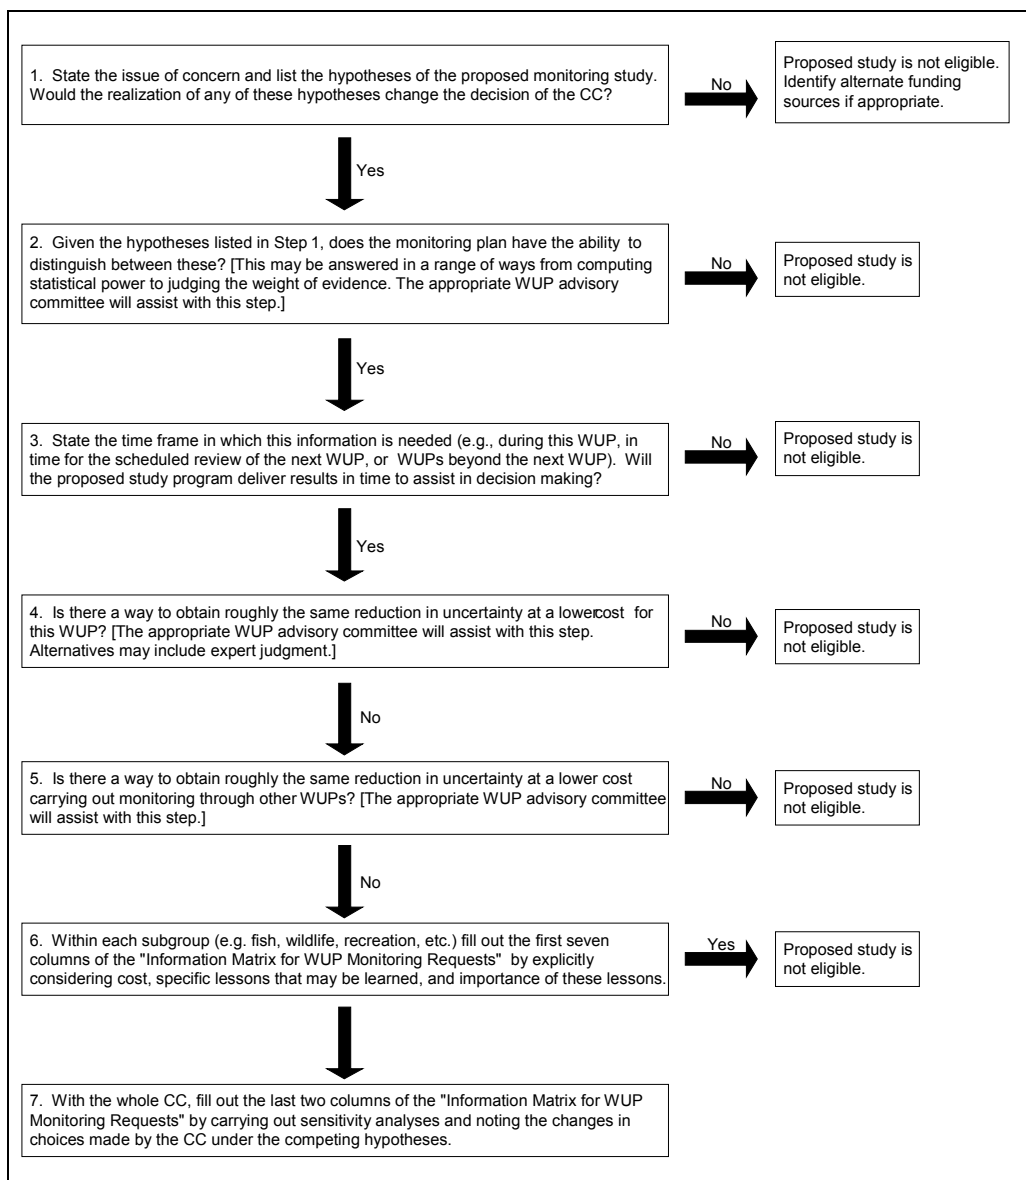 1. State the issue of concern and list the hypotheses of the proposed monitoring study.
Would the realization of any of these hypotheses change the decision of the CC?
No
Proposed study is not eligible.
Identify alternate funding
sources if appropriate.
Yes
2. Given the hypotheses listed in Step 1, does the monitoring plan have the ability to
distinguish between these? [This may be answered in a range of ways from computing
statistical power to judging the weight of evidence. The appropriate WUP advisory
committee will assist with this step.]
No
Proposed study is
not eligible.
Yes
3. State the time frame in which this information is needed (e.g., during this WUP, in
time for the scheduled review of the next WUP, or WUPs beyond the next WUP). Will
the proposed study program deliver results in time to assist in decision making?
No
Proposed study is
not eligible.
Yes
4. Is there a way to obtain roughly the same reduction in uncertainty at a lowercost for
this WUP? [The appropriate WUP advisory committee will assist with this step.
Alternatives may include expert judgment.]
No
Proposed study is
not eligible.
No
5. Is there a way to obtain roughly the same reduction in uncertainty at a lower cost
carrying out monitoring through other WUPs? [The appropriate WUP advisory committee
will assist with this step.]
No
Proposed study is
not eligible.
No
6. Within each subgroup (e.g. fish, wildlife, recreation, etc.) fill out the first seven
columns of the "Information Matrix for WUP Monitoring Requests" by explicitly
considering cost, specific lessons that may be learned, and importance of these lessons.
Yes
Proposed study is
not eligible.
7. With the whole CC, fill out the last two columns of the "Information Matrix for WUP
Monitoring Requests" by carrying out sensitivity analyses and noting the changes in
choices made by the CC under the competing hypotheses.